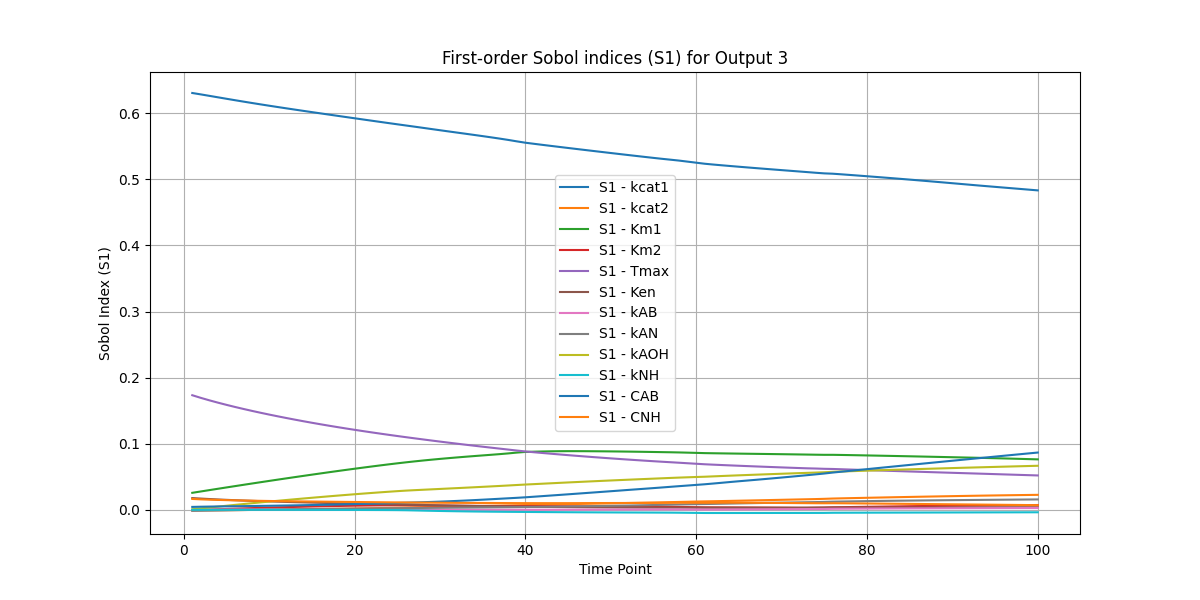 First-order Sobol indices (S1) for Output 3
Sobol Index (S1)
0.6
0.5
0.4
0.3
0.2
0.1
0.0
S1 - kcat1
S1 - kcat2
S1 - Km1
S1 - Km2
S1 - Tmax
S1 - Ken
S1 - kAB
S1 - kAN
S1 - kAOH
S1 - kNH
S1 - CAB
S1 - CNH
0 20 40 60 80 100
Time Point